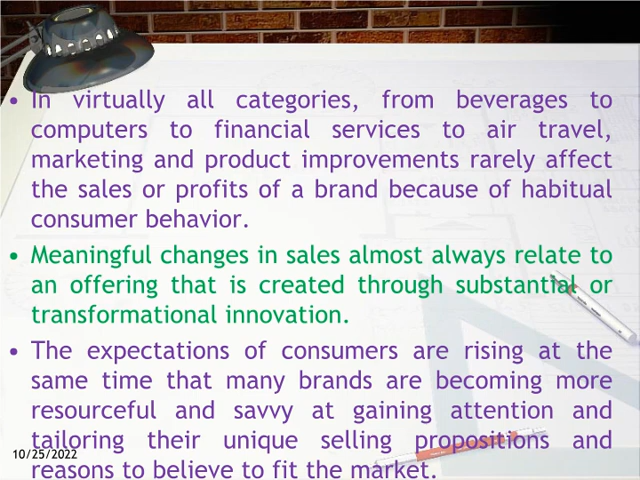 • In virtually all categories, from beverages to
computers to financial services to air travel,
marketing and product improvements rarely affect
the sales or profits of a brand because of habitual
consumer behavior.
• Meaningful changes in sales almost always relate to
an offering that is created through substantial or
transformational innovation.
• The expectations of consumers are rising at the
same time that many brands are becoming more
resourceful and savvy at gaining attention and
tailoring their unique selling propositions and
10/25/2022
reasons to believe to fit the market.